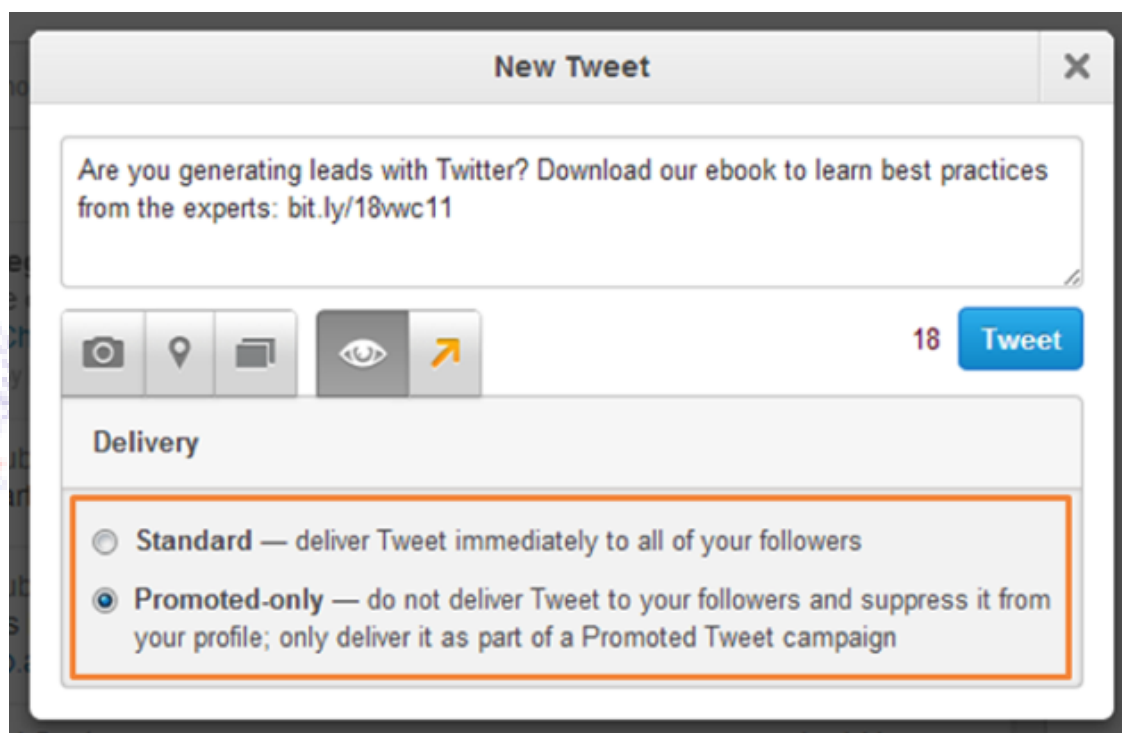 New Tweet
Are you generating leads with Twitter? Download our ebook to learn best practices
from the experts: bit.ly/18vwc11
18
Tweet
Delivery
Standard — deliver Tweet immediately to all of your followers
Promoted-only — do not deliver Tweet to your followers and suppress it from
your profile; only deliver it as part of a Promoted Tweet campaign